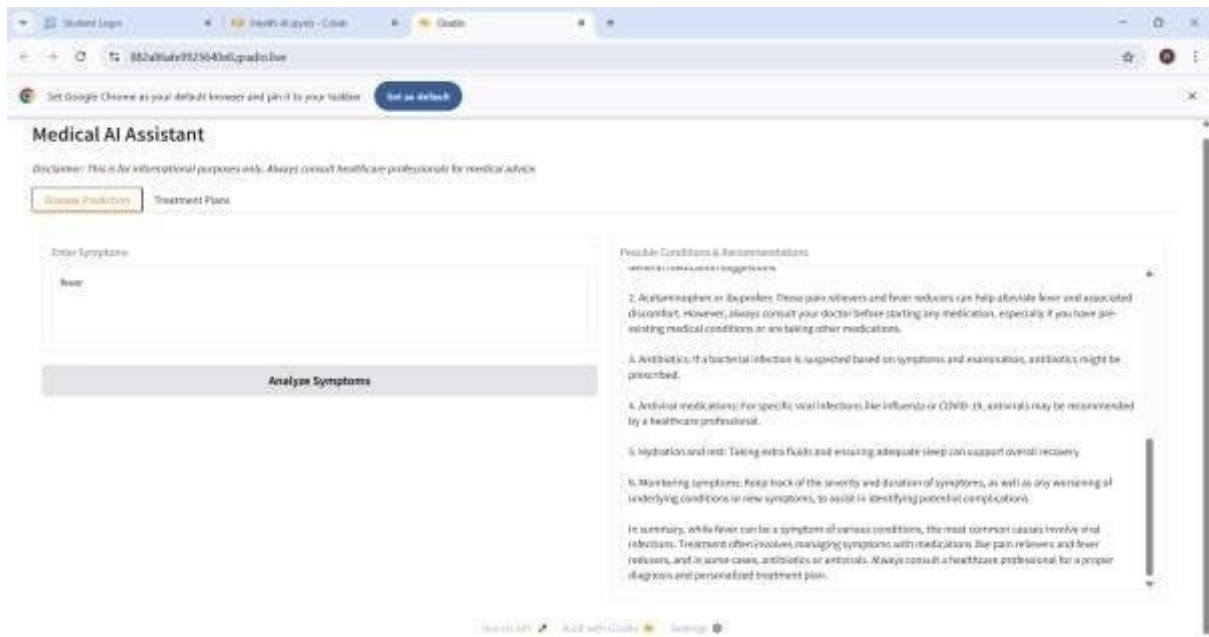 Student Login
Gradio
.gradio.live
Set Google Chrome as your default browser and pin it to your taskbar
Set as default
Medical AI Assistant
Disclaimer: This is for informational purposes only. Always consult healthcare professionals for medical advice.
Disease Prediction
Treatment Plans
Enter Symptoms
fever
Analyze Symptoms
Possible Conditions & Recommendations
general medication suggestions
2. Acetaminophen or ibuprofen: These pain relievers and fever reducers can help alleviate fever and associated
discomfort. However, always consult your doctor before starting any medication, especially if you have pre-
existing medical conditions or are taking other medications.
3. Antibiotics: If a bacterial infection is suspected based on symptoms and examination, antibiotics might be
prescribed.
4. Antiviral medications: For specific viral infections like influenza or COVID-19, antivirals may be recommended
by a healthcare professional.
5. Hydration and rest: Taking extra fluids and ensuring adequate sleep can support overall recovery.
6. Monitoring symptoms: Keep track of the severity and duration of symptoms, as well as any worsening of
underlying conditions or new symptoms, to assist in identifying potential complications.
In summary, while fever can be a symptom of various conditions, the most common causes involve viral
infections. Treatment often involves managing symptoms with medications like pain relievers and fever
reducers, and in some cases, antibiotics or antivirals. Always consult a healthcare professional for a proper
diagnosis and personalized treatment plan.
Built with Gradio
Settings